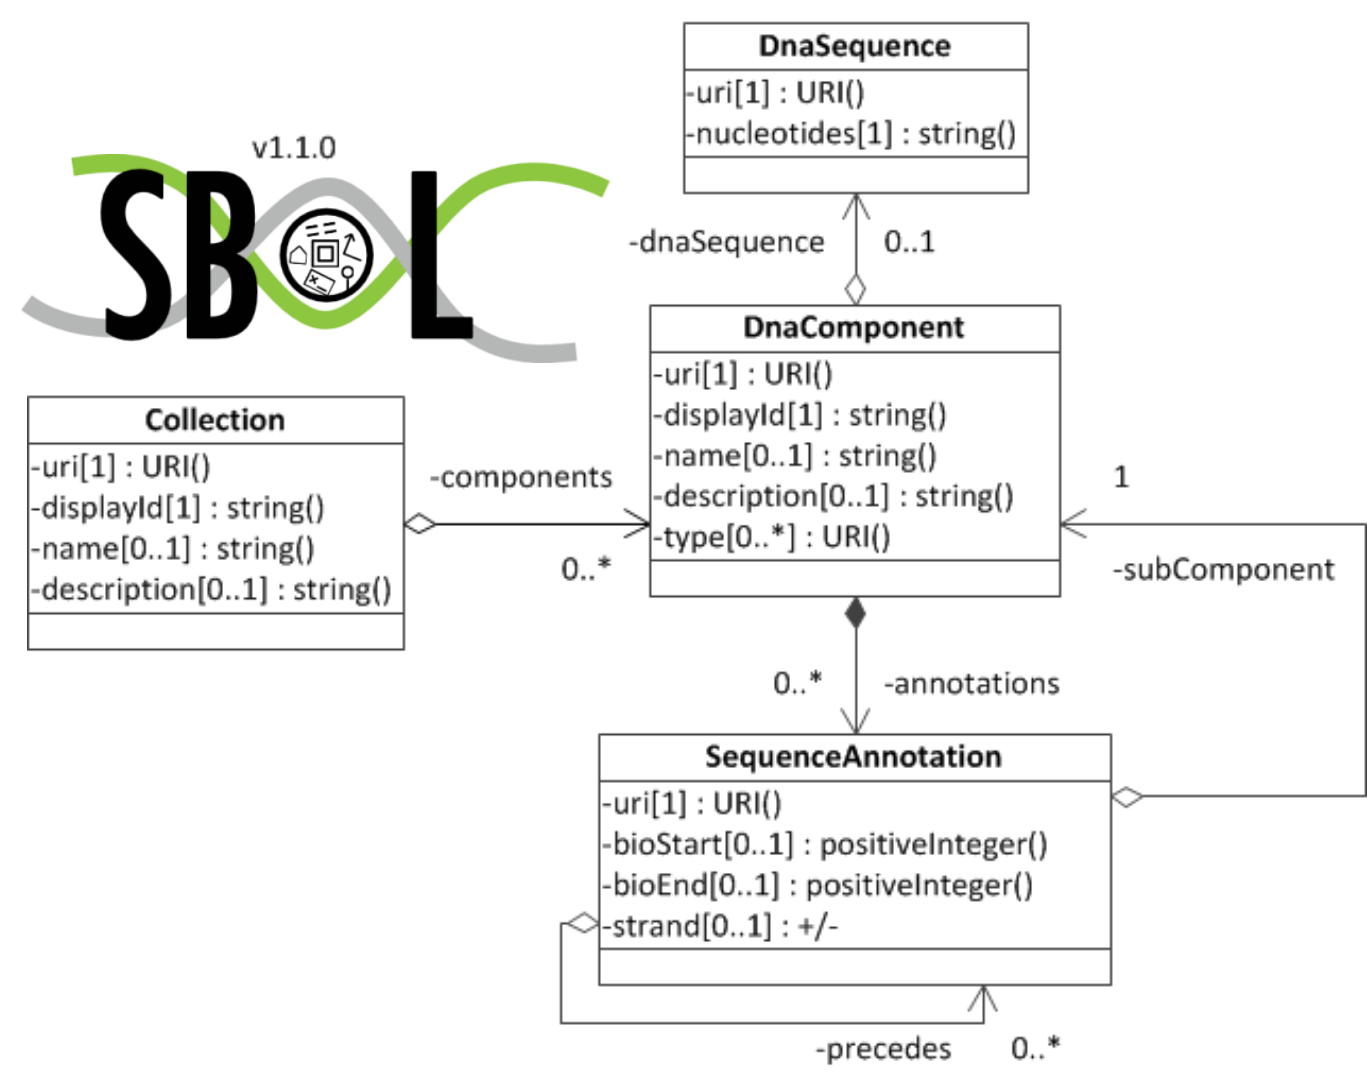 v1.1.0
SBOL
DnaSequence
-uri[1] : URI()
-nucleotides[1] : string()
-dnaSequence
0..1
DnaComponent
-uri[1] : URI()
-displayId[1] : string()
-name[0..1] : string()
-description[0..1] : string()
-type[0..*] : URI()
Collection
-uri[1] : URI()
-displayId[1] : string()
-name[0..1] : string()
-description[0..1] : string()
-components
0..*
1
-subComponent
0..*
-annotations
SequenceAnnotation
-uri[1] : URI()
-bioStart[0..1] : positiveInteger()
-bioEnd[0..1] : positiveInteger()
-strand[0..1] : +/-
-precedes
0..*